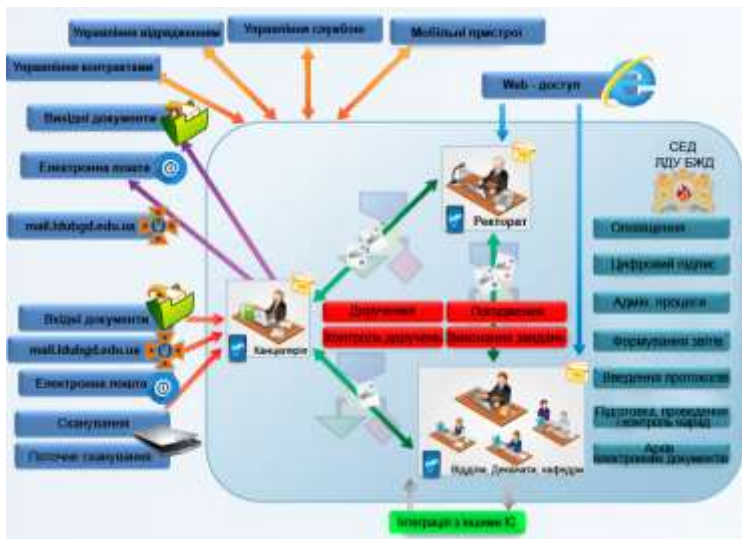 Управління відрядженням
Управління службою
Мобільні пристрої
Управління контрактами
Web - доступ
Вихідні документи
Електронна пошта
mail.ldubgd.edu.ua
СЕД
ЛДУ БЖД
Ректорат
Оповіщення
Цифровий підпис
Адмін. процеси
Формування звітів
Введення протоколів
Підготовка, проведення
і контроль нарад
Архів
електронних документів
Вхідні документи
mail.ldubgd.edu.ua
Електронна пошта
Сканування
Поточне сканування
Канцелярія
Доручення
Погодження
Контроль доручень
Виконання завдань
Відділи, Деканати, кафедри
Інтеграція з іншими ІС